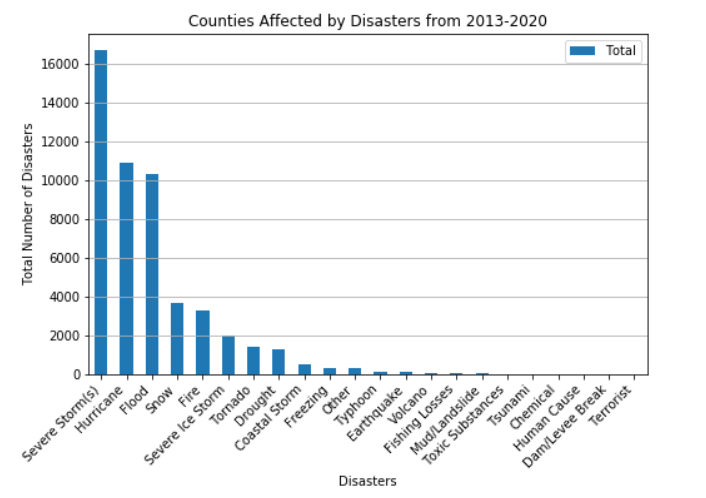 Counties Affected by Disasters from 2013-2020
Total
Total Number of Disasters
16000
14000
12000
10000
8000
6000
4000
2000
0
Severe Storm(s)
Hurricane
Flood
Snow
Fire
Severe Ice Storm
Tornado
Drought
Coastal Storm
Freezing
Other
Typhoon
Earthquake
Volcano
Fishing Losses
Mud/Landslide
Toxic Substances
Tsunami
Chemical
Human Cause
Dam/Levee Break
Terrorist
Disasters